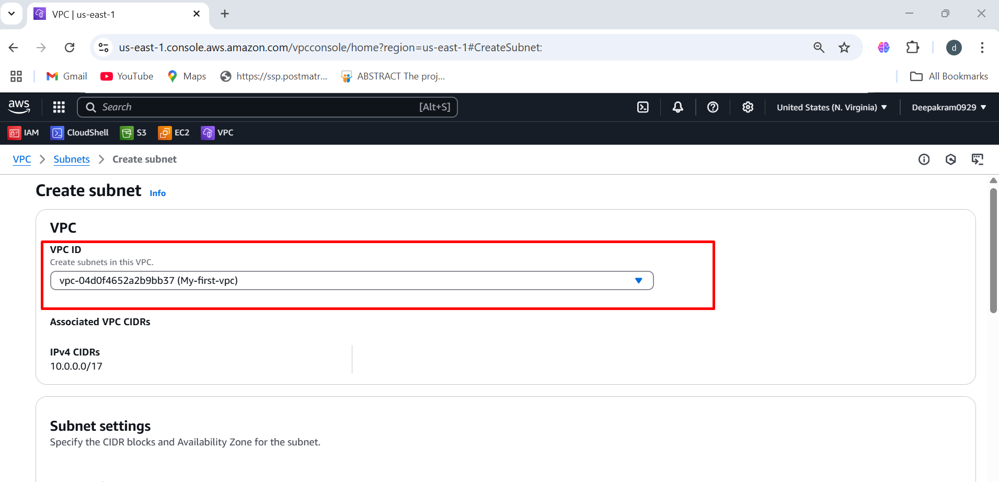 VPC | us-east-1
us-east-1.console.aws.amazon.com/vpcconsole/home?region=us-east-1#CreateSubnet:
d
Gmail YouTube Maps https://ssp.postmatr... ABSTRACT The proj... All Bookmarks
aws Search [Alt+S] United States (N. Virginia) Deepakram0929
IAM CloudShell S3 EC2 VPC
VPC Subnets Create subnet
Create subnet Info
VPC
VPC ID
Create subnets in this VPC.
vpc-04d0f4652a2b9bb37 (My-first-vpc)
Associated VPC CIDRs
IPv4 CIDRs
10.0.0.0/17
Subnet settings
Specify the CIDR blocks and Availability Zone for the subnet.